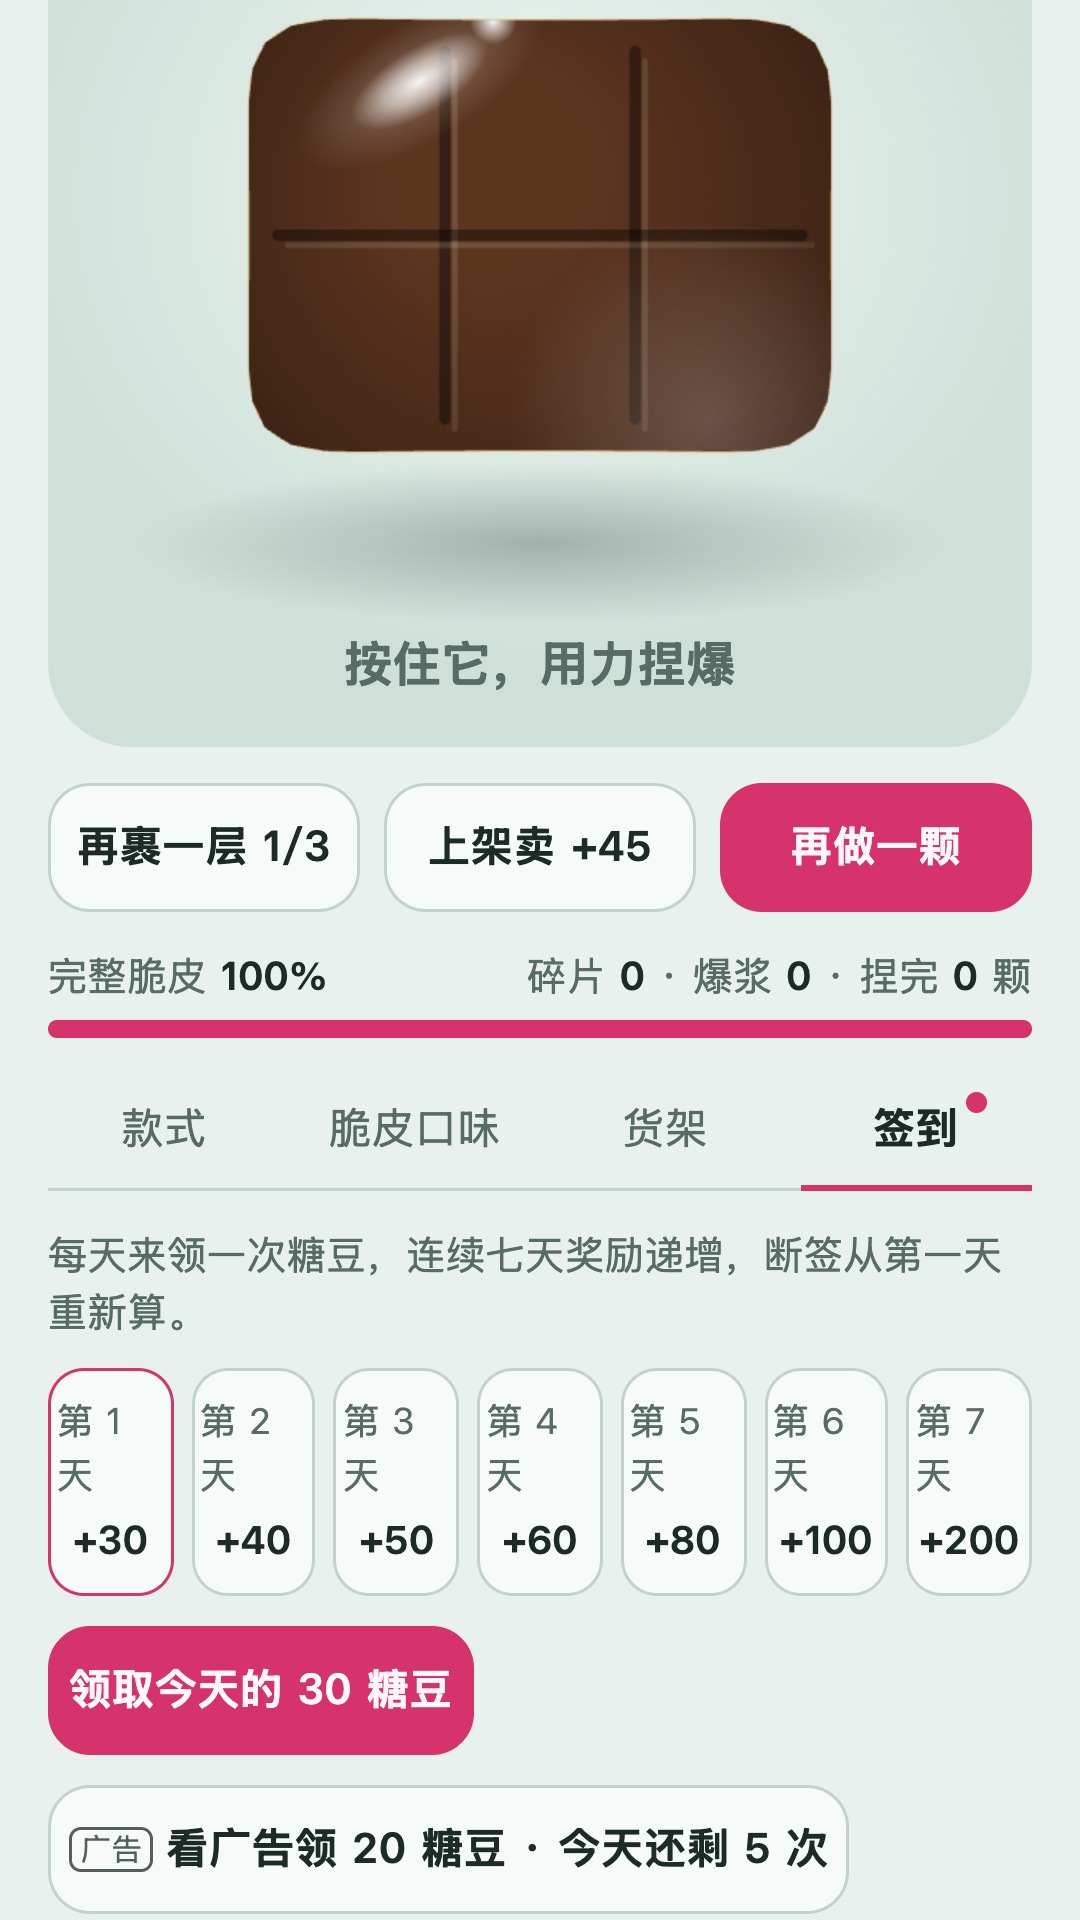 按住它，用力捏爆
再裹一层 1/3
上架卖 +45
再做一颗
完整脆皮 100%
碎片 0 · 爆浆 0 · 捏完 0 颗
款式
脆皮口味
货架
签到
每天来领一次糖豆，连续七天奖励递增，断签从第一天
重新算。
第 1
天
+30
第 2
天
+40
第 3
天
+50
第 4
天
+60
第 5
天
+80
第 6
天
+100
第 7
天
+200
领取今天的 30 糖豆
广告 看广告领 20 糖豆 · 今天还剩 5 次